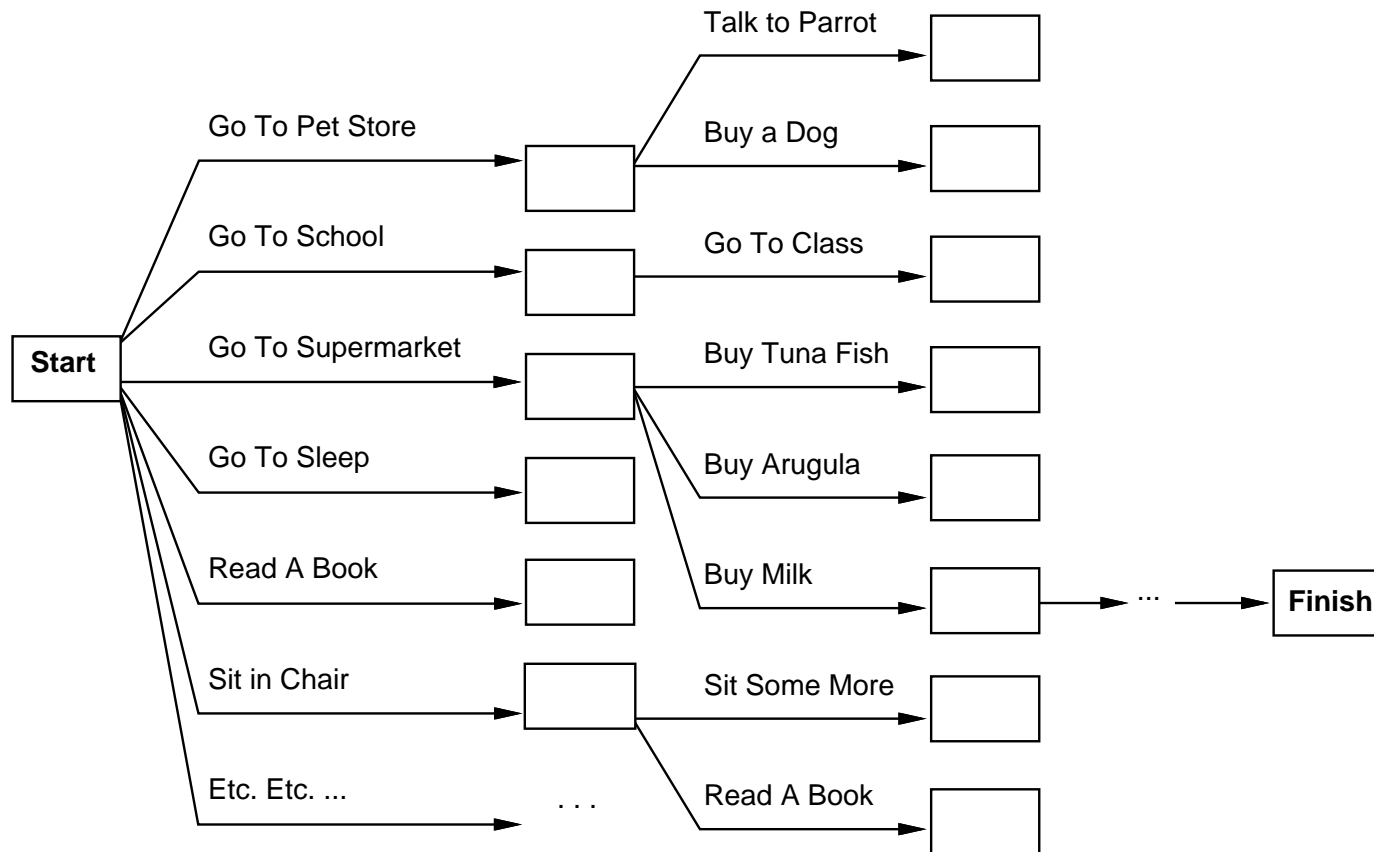 Talk to Parrot
Go To Pet Store
Buy a Dog
Go To School
Go To Class
Start
Go To Supermarket
Buy Tuna Fish
Go To Sleep
Buy Arugula
Read A Book
Buy Milk
...
Finish
Sit in Chair
Sit Some More
Etc. Etc. ...
. . .
Read A Book